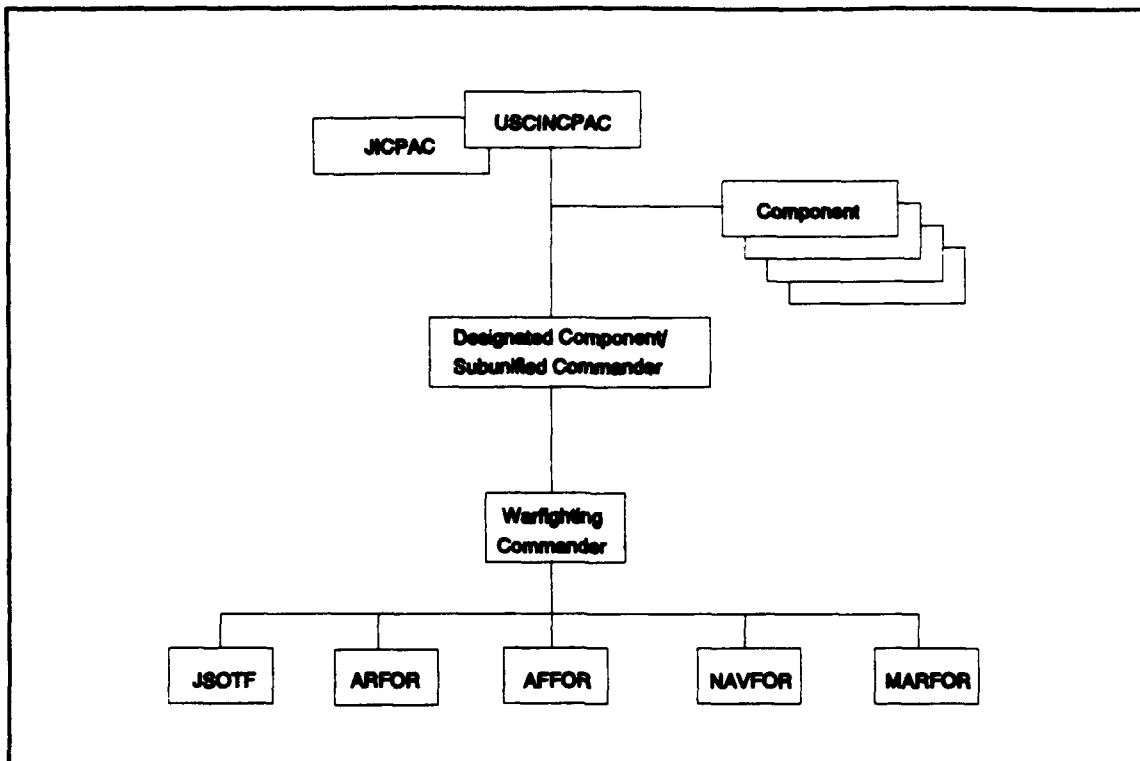 USCINCPAC
JICPAC
Component
Designated Component/
Subunified Commander
Warfighting
Commander
JSOTF
ARFOR
AFFOR
NAVFOR
MARFOR